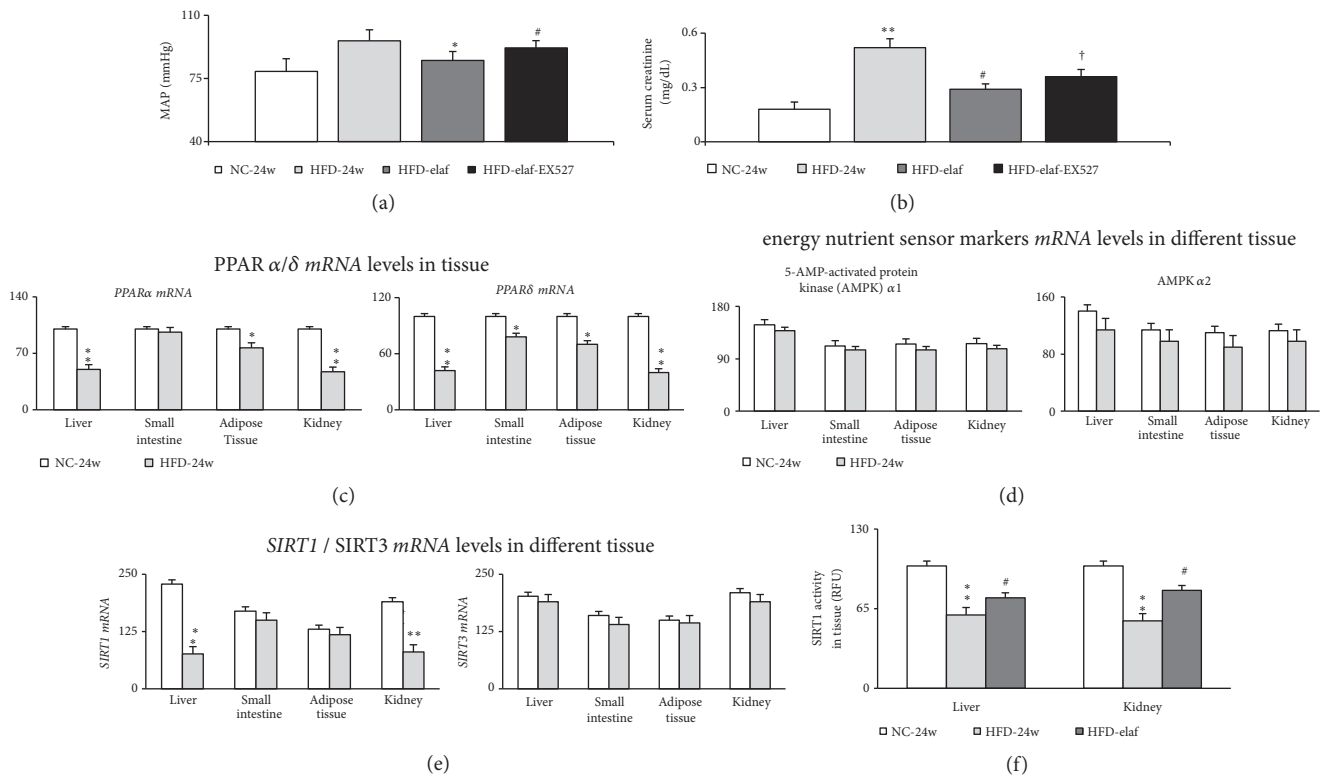 110
75
40
MAP (mmHg)
*
#
NC-24w HFD-24w HFD-elaf HFD-elaf-EX527
(a)
0.6
0.3
0
Serum creatinine
(mg/dL)
**
#
†
NC-24w HFD-24w HFD-elaf HFD-elaf-EX527
(b)
PPAR α/δ mRNA levels in tissue
PPARα mRNA
140
70
0
*
*
*
*
*
Liver Small intestine Adipose Tissue Kidney
PPARδ mRNA
120
60
0
*
*
*
*
*
*
Liver Small intestine Adipose tissue Kidney
NC-24w HFD-24w
(c)
energy nutrient sensor markers mRNA levels in different tissue
5-AMP-activated protein
kinase (AMPK) α1
180
90
0
Liver Small intestine Adipose tissue Kidney
AMPK α2
160
80
0
Liver Small intestine Adipose tissue Kidney
NC-24w HFD-24w
(d)
SIRT1 / SIRT3 mRNA levels in different tissue
250
125
0
SIRT1 mRNA
*
*
**
Liver Small intestine Adipose tissue Kidney
250
125
0
SIRT3 mRNA
Liver Small intestine Adipose tissue Kidney
(e)
130
65
0
SIRT1 activity
in tissue (RFU)
*
*
#
*
*
#
Liver Kidney
NC-24w HFD-24w HFD-elaf
(f)